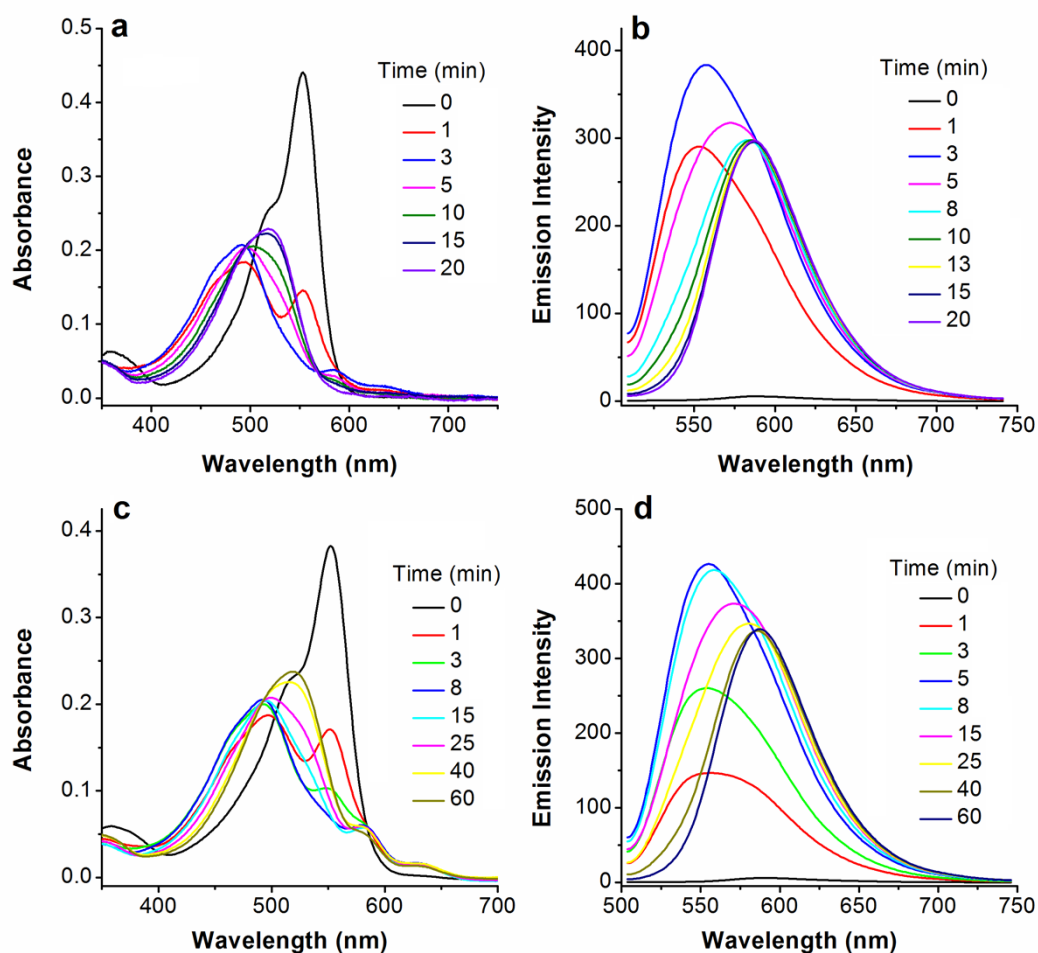 a
Absorbance
0.5
0.4
0.3
0.2
0.1
0.0
Time (min)
0
1
3
5
10
15
20
400 500 600 700
Wavelength (nm)
b
Emission Intensity
400
300
200
100
0
Time (min)
0
1
3
5
8
10
13
15
20
550 600 650 700 750
Wavelength (nm)
c
Absorbance
0.4
0.3
0.2
0.1
0.0
Time (min)
0
1
3
8
15
25
40
60
400 500 600 700
Wavelength (nm)
d
Emission Intensity
500
400
300
200
100
0
Time (min)
0
1
3
5
8
15
25
40
60
500 550 600 650 700 750
Wavelength (nm)